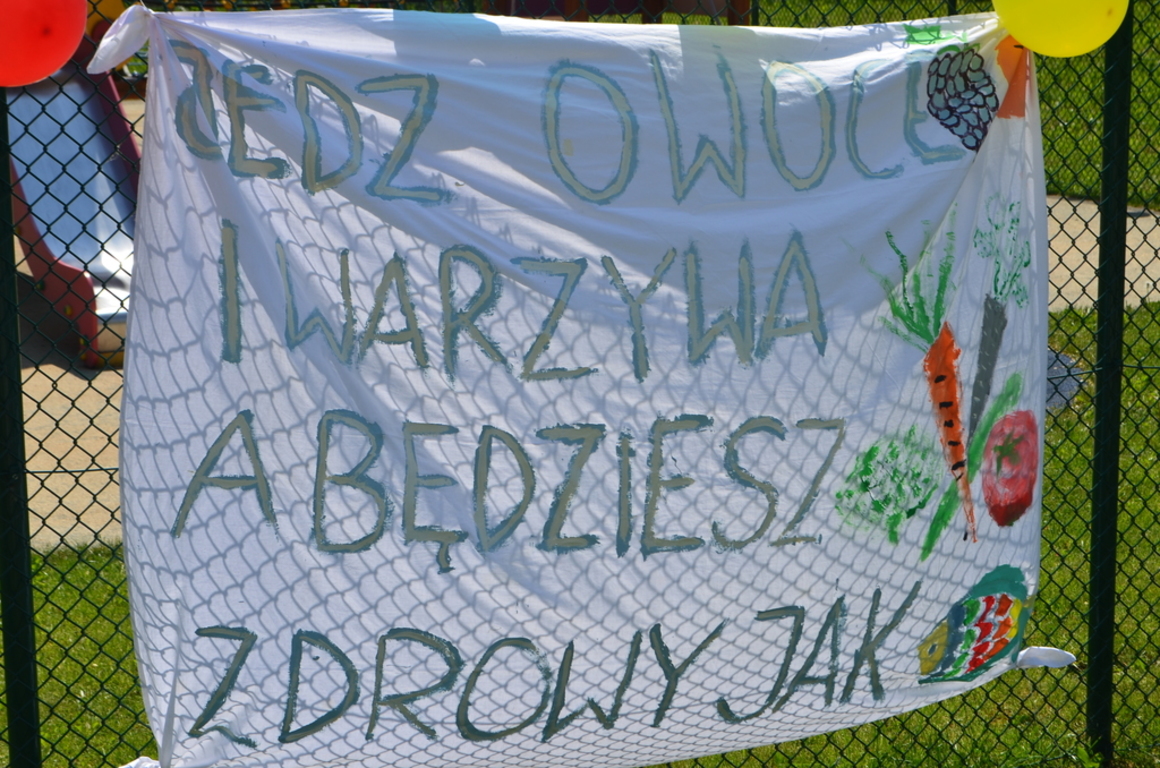 JEDZ OWOCE
I WARZYWA
A BĘDZIESZ
ZDROWY JAK